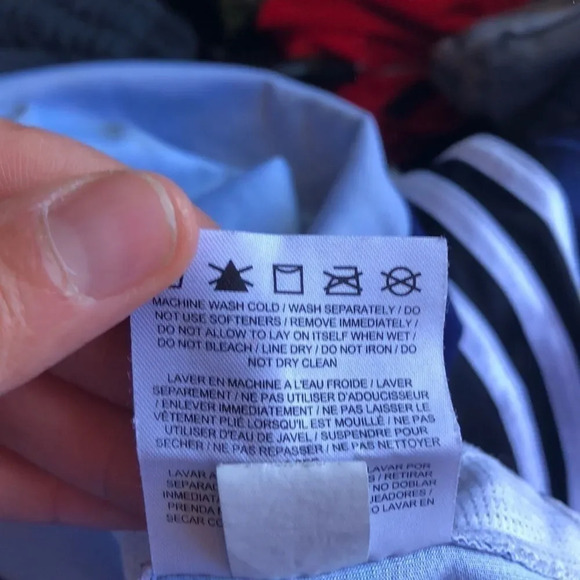 MACHINE WASH COLD / WASH SEPARATELY / DO
NOT USE SOFTENERS / REMOVE IMMEDIATELY /
DO NOT ALLOW TO LAY ON ITSELF WHEN WET /
DO NOT BLEACH / LINE DRY / DO NOT IRON / DO
NOT DRY CLEAN
LAVER EN MACHINE A L'EAU FROIDE / LAVER
SEPAREMENT / NE PAS UTILISER D'ADOUCISSEUR
/ ENLEVER IMMEDIATEMENT / NE PAS LAISSER LE
VÊTEMENT PLIÉ LORSQU'IL EST MOUILLÉ / NE PAS
UTILISER D'EAU DE JAVEL / SUSPENDRE POUR
SECHER / NE PAS REPASSER / NE PAS NETTOYER
LAVAR A LAVAR POR
SEPARA / RETIRAR
INMEDIATA NO DOBLAR
PRENDA JEADORES /
SECAR CO O LAVAR EN